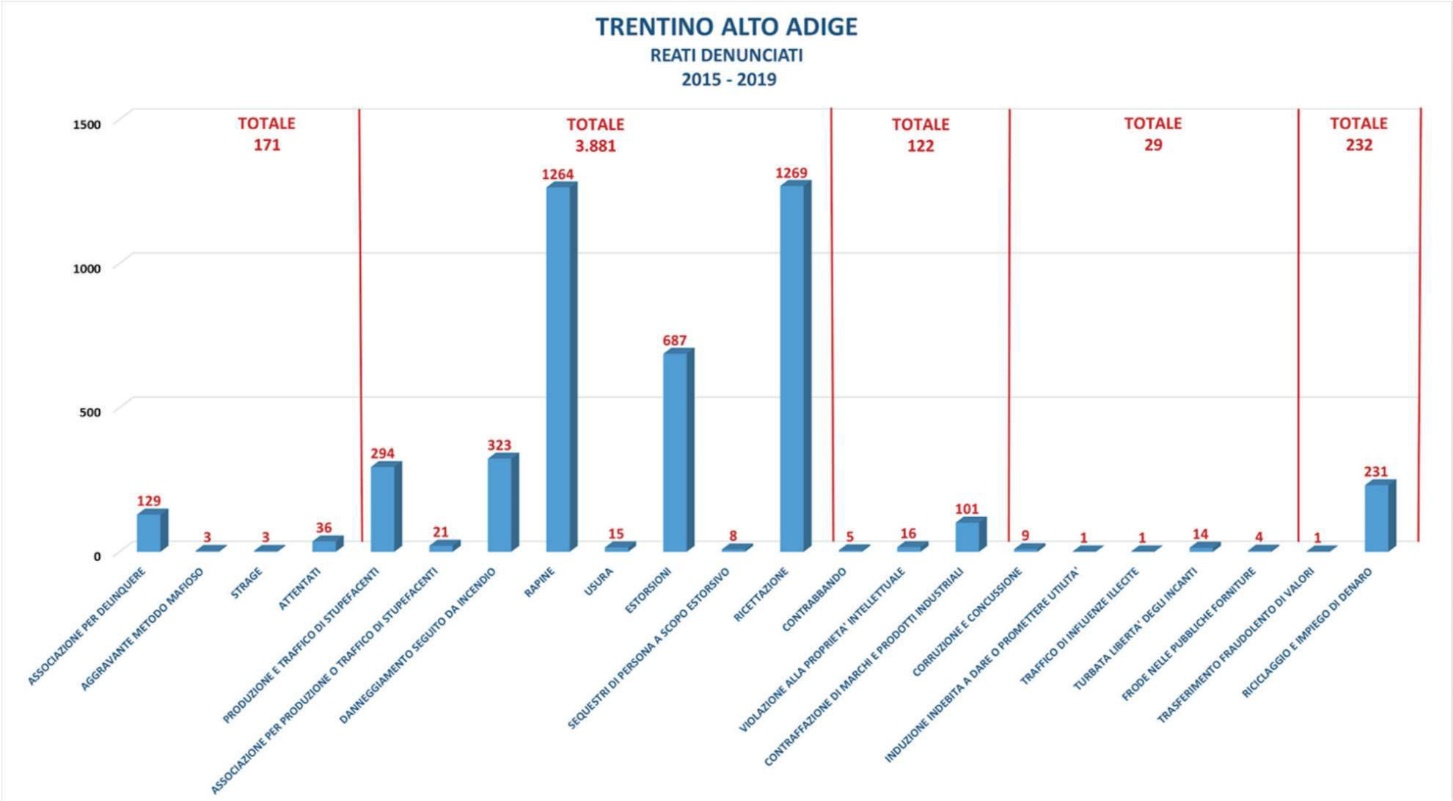 TRENTINO ALTO ADIGE
REATI DENUNCIATI
2015 - 2019
1500
1000
500
0
TOTALE
171
TOTALE
3.881
TOTALE
122
TOTALE
29
TOTALE
232
129
3
3
36
294
21
323
1264
15
687
8
1269
5
16
101
9
1
1
14
4
1
231
ASSOCIAZIONE PER DELINQUERE
AGGRAVANTE METODO MAFIOSO
STRAGE
ATTENTATI
PRODUZIONE E TRAFFICO DI STUPEFACENTI
ASSOCIAZIONE PER PRODUZIONE O TRAFFICO DI STUPEFACENTI
DANNEGGIAMENTO SEGUITO DA INCENDIO
RAPINE
USURA
ESTORSIONI
SEQUESTRI DI PERSONA A SCOPO ESTORSIVO
RICETTAZIONE
CONTRABBANDO
VIOLAZIONE ALLA PROPRIETA' INTELLETTUALE
CONTRAFFAZIONE DI MARCHI E PRODOTTI INDUSTRIALI
CORRUZIONE E CONCUSSIONE
INDUZIONE INDEBITA A DARE O PROMETTERE UTILITA'
TRAFFICO DI INFLUENZE ILLECITE
TURBATA LIBERTA' DEGLI INCANTI
FRODE NELLE PUBBLICHE FORNITURE
TRASFERIMENTO FRAUDOLENTO DI VALORI
RICICLAGGIO E IMPIEGO DI DENARO